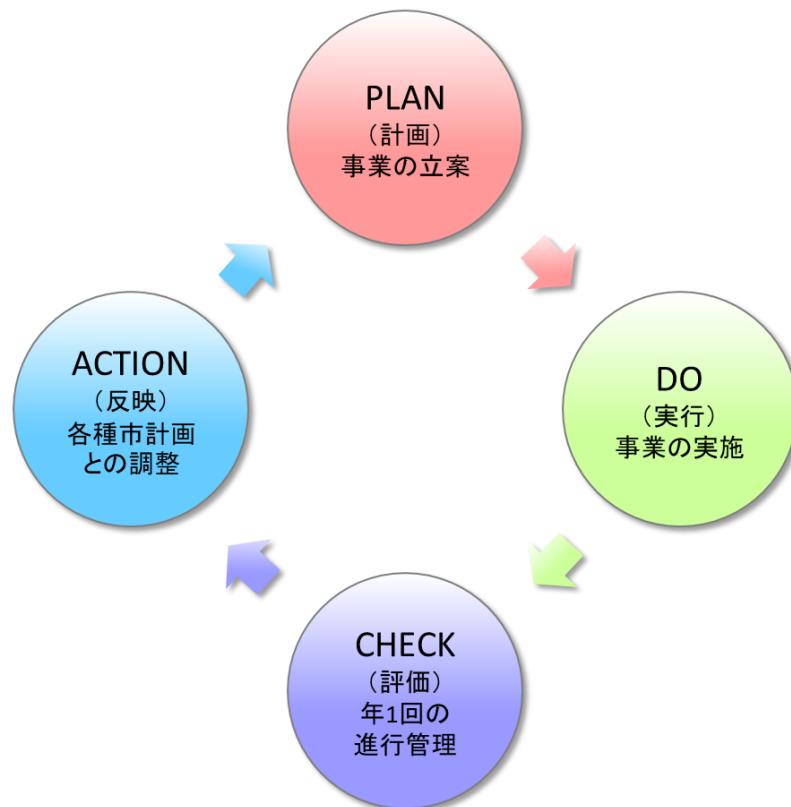 PLAN
（計画）
事業の立案
DO
（実行）
事業の実施
CHECK
（評価）
年1回の
進行管理
ACTION
（反映）
各種市計画
との調整